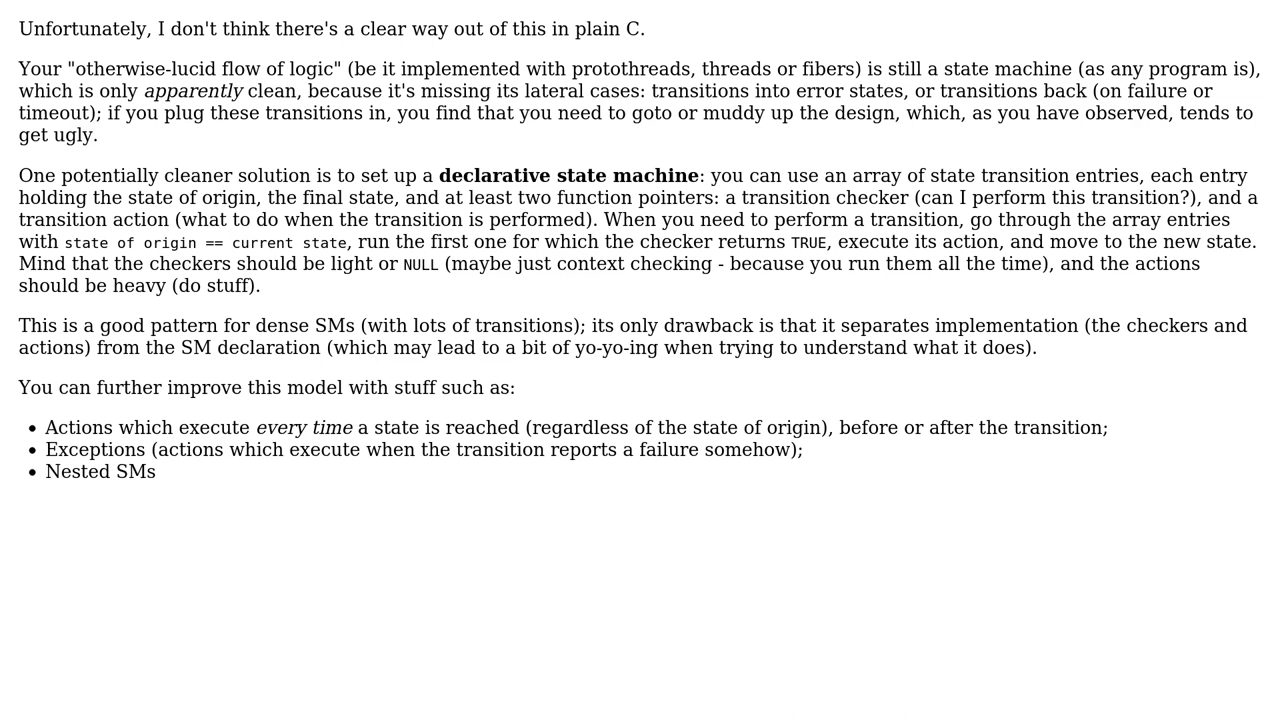 Unfortunately, I don't think there's a clear way out of this in plain C.
Your "otherwise-lucid flow of logic" (be it implemented with protothreads, threads or fibers) is still a state machine (as any program is),
which is only apparently clean, because it's missing its lateral cases: transitions into error states, or transitions back (on failure or
timeout); if you plug these transitions in, you find that you need to goto or muddy up the design, which, as you have observed, tends to
get ugly.
One potentially cleaner solution is to set up a declarative state machine: you can use an array of state transition entries, each entry
holding the state of origin, the final state, and at least two function pointers: a transition checker (can I perform this transition?), and a
transition action (what to do when the transition is performed). When you need to perform a transition, go through the array entries
with state of origin == current state, run the first one for which the checker returns TRUE, execute its action, and move to the new state.
Mind that the checkers should be light or NULL (maybe just context checking - because you run them all the time), and the actions
should be heavy (do stuff).
This is a good pattern for dense SMs (with lots of transitions); its only drawback is that it separates implementation (the checkers and
actions) from the SM declaration (which may lead to a bit of yo-yo-ing when trying to understand what it does).
You can further improve this model with stuff such as:
• Actions which execute every time a state is reached (regardless of the state of origin), before or after the transition;
• Exceptions (actions which execute when the transition reports a failure somehow);
• Nested SMs